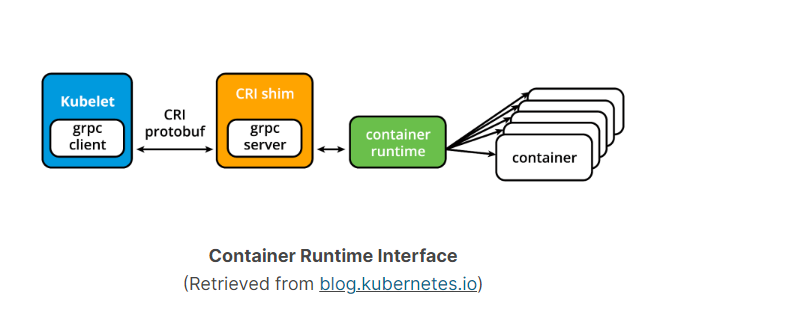 Kubelet
grpc
client
CRI
protobuf
CRI shim
grpc
server
container
runtime
container
Container Runtime Interface
(Retrieved from blog.kubernetes.io)